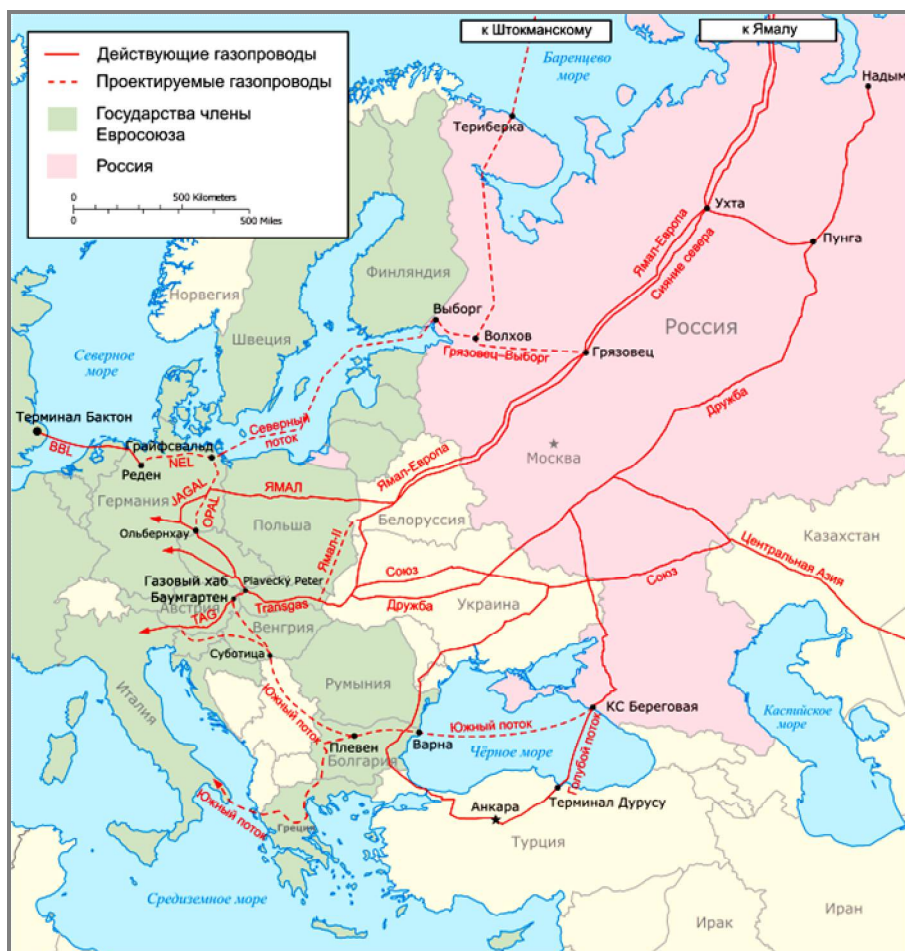 к Штокманскому
к Ямалу
Действующие газопроводы
Проектируемые газопроводы
Государства члены
Евросоюза
Россия
0
500 Kilometers
0
500 Miles
Баренцево
море
Надым
Териберка
Ухта
Пунга
Ямал-Европа
Сияние севера
Финляндия
Норвегия
Швеция
Выборг
Волхов
Грязовец-Выборг
Грязовец
Россия
Северное
море
Дружба
Терминал Бактон
BBL
Грайфсвальд
Северный
поток
Москва
Реден
NEL
Ямал-Европа
Германия
JAGAL
OPAL
ЯМАЛ
Польша
Белоруссия
Ольбернхау
Ямал-II
Казахстан
Центральная Азия
Газовый хаб
Баумгартен
Plavecky Peter
Союз
Союз
Австрия
Transgas
Дружба
Украина
TAG
Венгрия
Суботица
Румыния
Италия
Южный поток
КС Береговая
Каспийское
море
Южный поток
Плевен
Варна
Болгария
Чёрное море
Голубой поток
Южный поток
Греция
Анкара
Терминал Дурусу
Турция
Средиземное море
Ирак
Иран